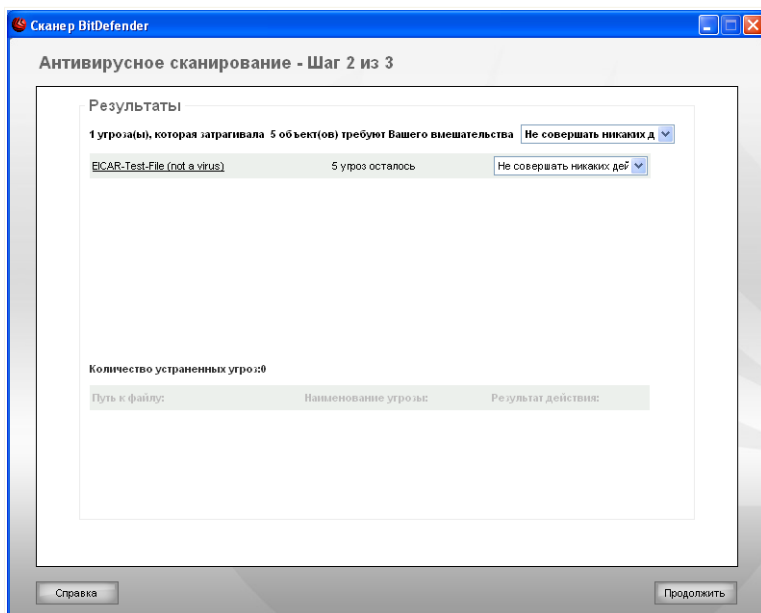 Сканер BitDefender
Антивирусное сканирование - Шаг 2 из 3
Результаты
1 угроза(ы), которая затрагивала 5 объект(ов) требуют Вашего вмешательства Не совершать никаких д
EICAR-Test-File (not a virus) 5 угроз осталось Не совершать никаких дей
Количество устраненных угроз:0
Путь к файлу: Наименование угрозы: Результат действия:
Справка Продолжить